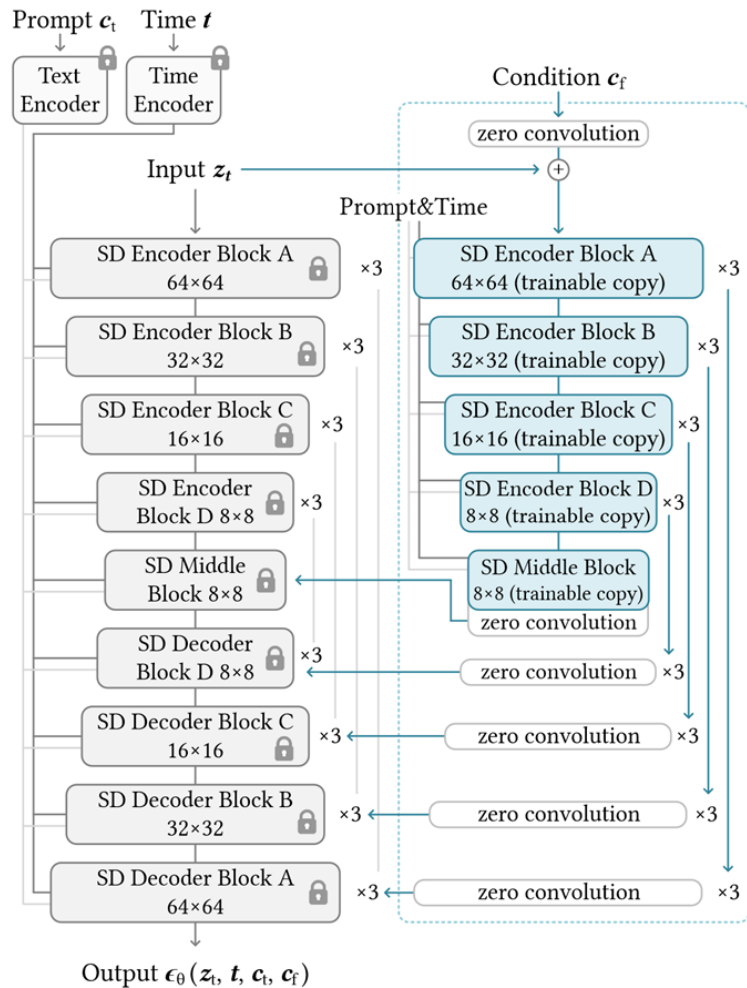 Prompt cₜ
Time t
Text
Encoder
Time
Encoder
Input zₜ
SD Encoder Block A
64×64
×3
SD Encoder Block B
32×32
×3
SD Encoder Block C
16×16
×3
SD Encoder
Block D 8×8
×3
SD Middle
Block 8×8
SD Decoder
Block D 8×8
×3
SD Decoder Block C
16×16
×3
SD Decoder Block B
32×32
×3
SD Decoder Block A
64×64
×3
Output ϵθ(zₜ, t, cₜ, c_f)
Condition c_f
zero convolution
+
Prompt&Time
SD Encoder Block A
64×64 (trainable copy)
×3
SD Encoder Block B
32×32 (trainable copy)
×3
SD Encoder Block C
16×16 (trainable copy)
×3
SD Encoder Block D
8×8 (trainable copy)
×3
SD Middle Block
8×8 (trainable copy)
zero convolution
zero convolution
×3
zero convolution
×3
zero convolution
×3
zero convolution
×3